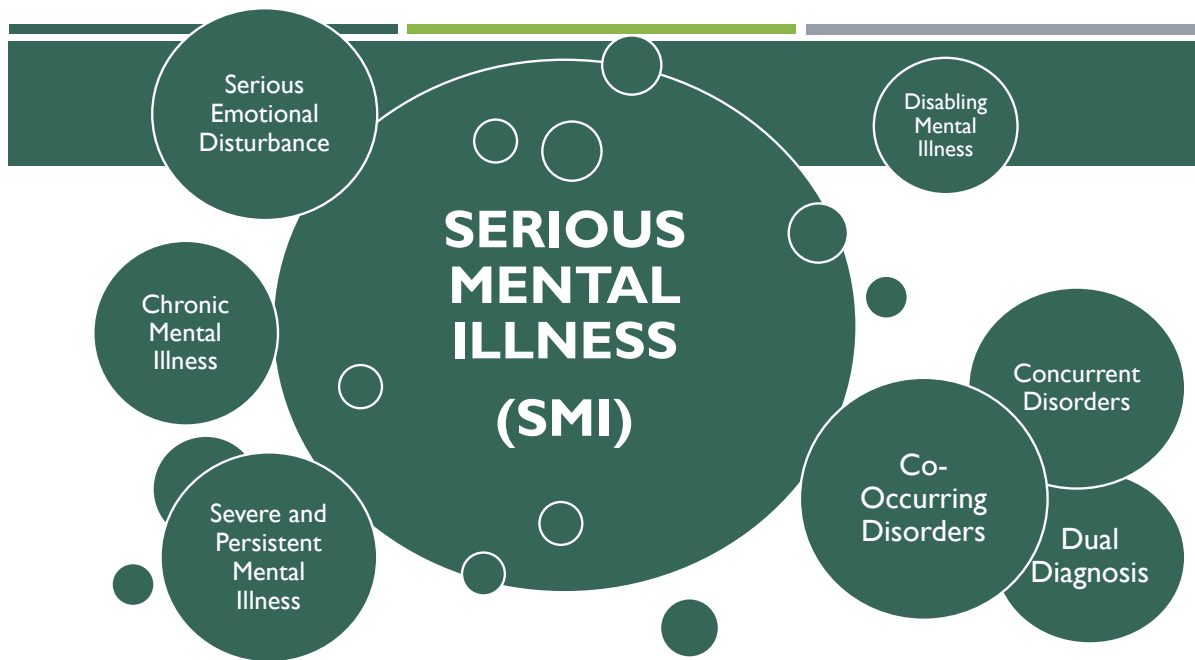 Serious
Emotional
Disturbance
Disabling
Mental
Illness
SERIOUS
MENTAL
ILLNESS
(SMI)
Chronic
Mental
Illness
Concurrent
Disorders
Co-
Occurring
Disorders
Severe and
Persistent
Mental
Illness
Dual
Diagnosis